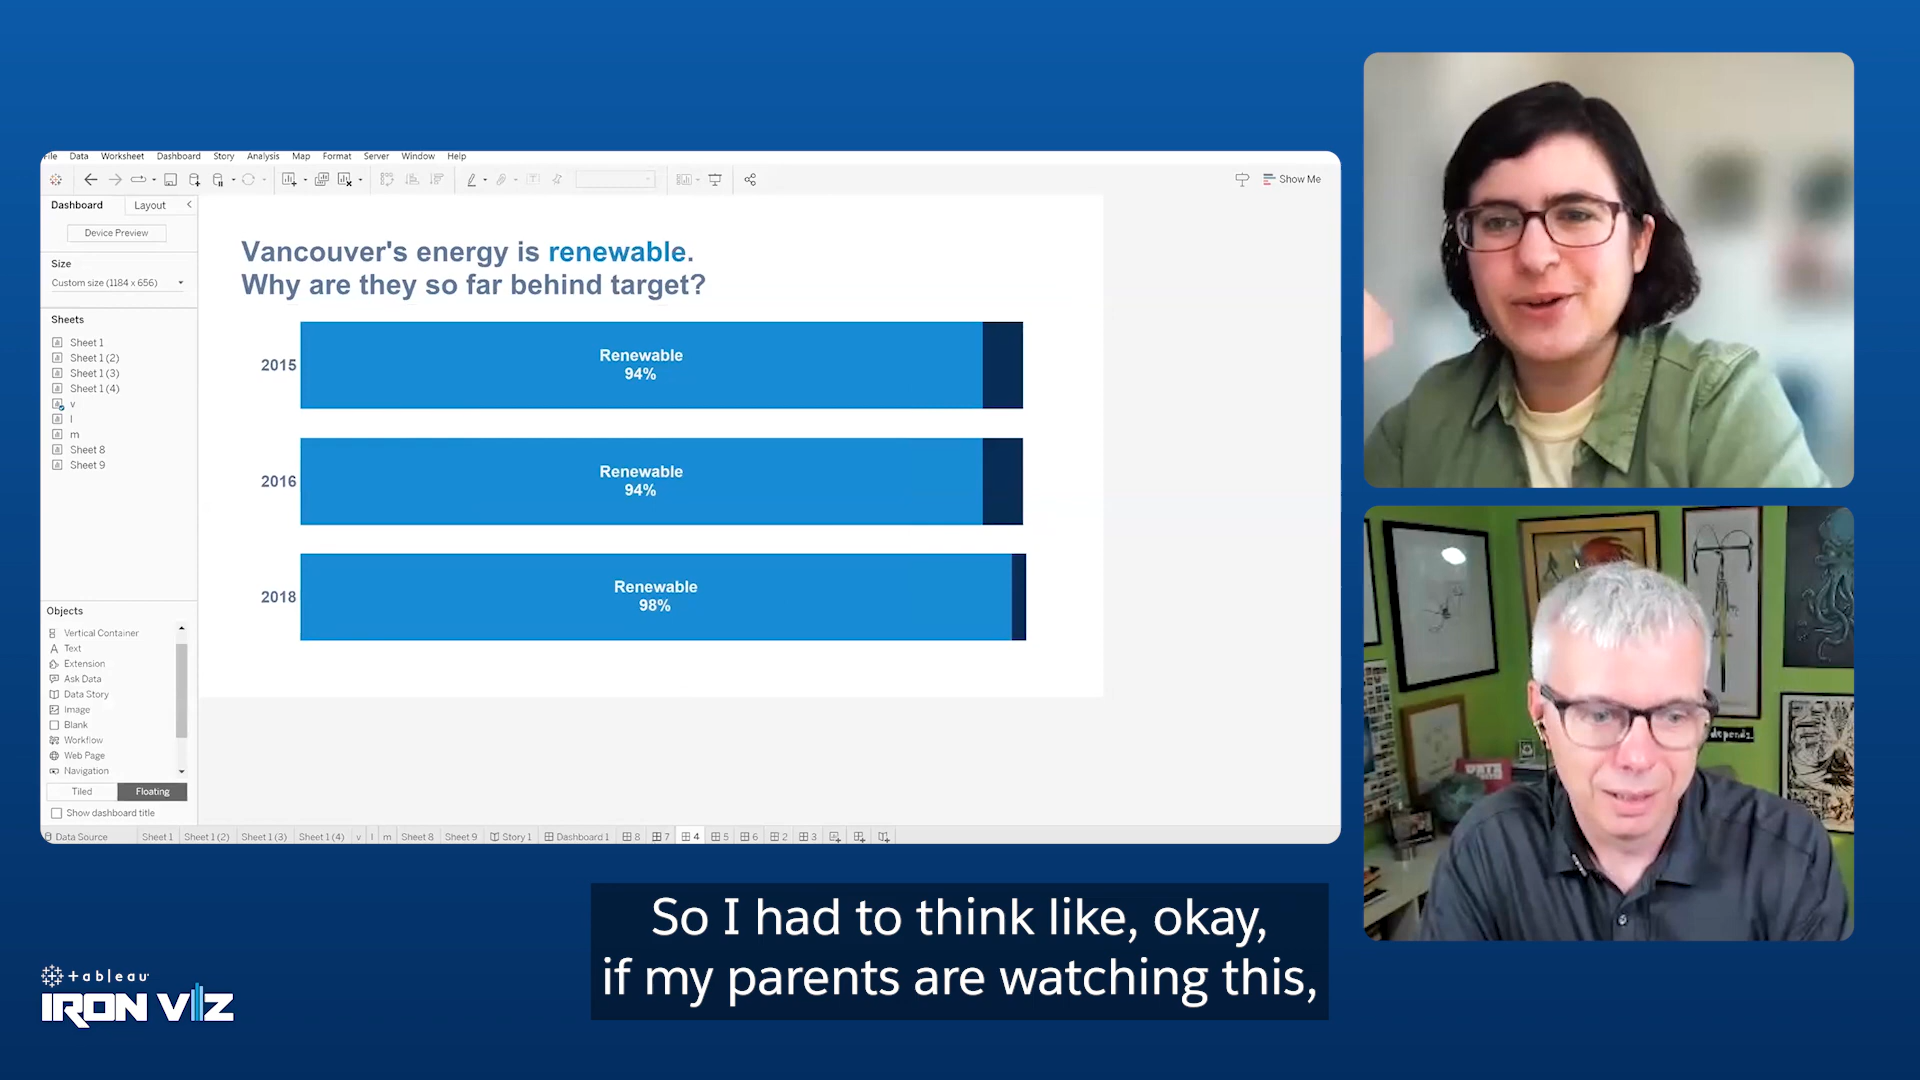 File Data Worksheet Dashboard Story Analysis Map Format Server Window Help
Show Me
Dashboard Layout
Device Preview
Size
Custom size (1184 x 656)
Sheets
Sheet 1
Sheet 1 (2)
Sheet 1 (3)
Sheet 1 (4)
v
l
m
Sheet 8
Sheet 9
Objects
Vertical Container
Text
Extension
Ask Data
Data Story
Image
Blank
Workflow
Web Page
Navigation
Tiled Floating
Show dashboard title
Vancouver's energy is renewable.
Why are they so far behind target?
2015
Renewable
94%
2016
Renewable
94%
2018
Renewable
98%
Data Source Sheet 1 Sheet 1 (2) Sheet 1 (3) Sheet 1 (4) v l m Sheet 8 Sheet 9 Story 1 Dashboard 1 8 7 4 5 6 2 3
depends.
So I had to think like, okay,
if my parents are watching this,
+ableau
IRON VIZ